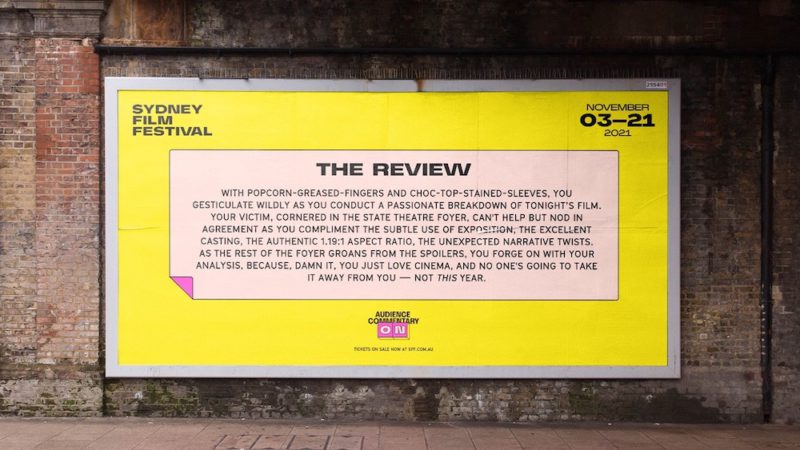 295401
SYDNEY
FILM
FESTIVAL
NOVEMBER
03—21
2021
THE REVIEW
WITH POPCORN-GREASED-FINGERS AND CHOC-TOP-STAINED-SLEEVES, YOU
GESTICULATE WILDLY AS YOU CONDUCT A PASSIONATE BREAKDOWN OF TONIGHT'S FILM.
YOUR VICTIM, CORNERED IN THE STATE THEATRE FOYER, CAN'T HELP BUT NOD IN
AGREEMENT AS YOU COMPLIMENT THE SUBTLE USE OF EXPOSITION, THE EXCELLENT
CASTING, THE AUTHENTIC 1.19:1 ASPECT RATIO, THE UNEXPECTED NARRATIVE TWISTS.
AS THE REST OF THE FOYER GROANS FROM THE SPOILERS, YOU FORGE ON WITH YOUR
ANALYSIS, BECAUSE, DAMN IT, YOU JUST LOVE CINEMA, AND NO ONE'S GOING TO TAKE
IT AWAY FROM YOU — NOT THIS YEAR.
AUDIENCE
COMMENTARY
ON
TICKETS ON SALE NOW AT SFF.COM.AU